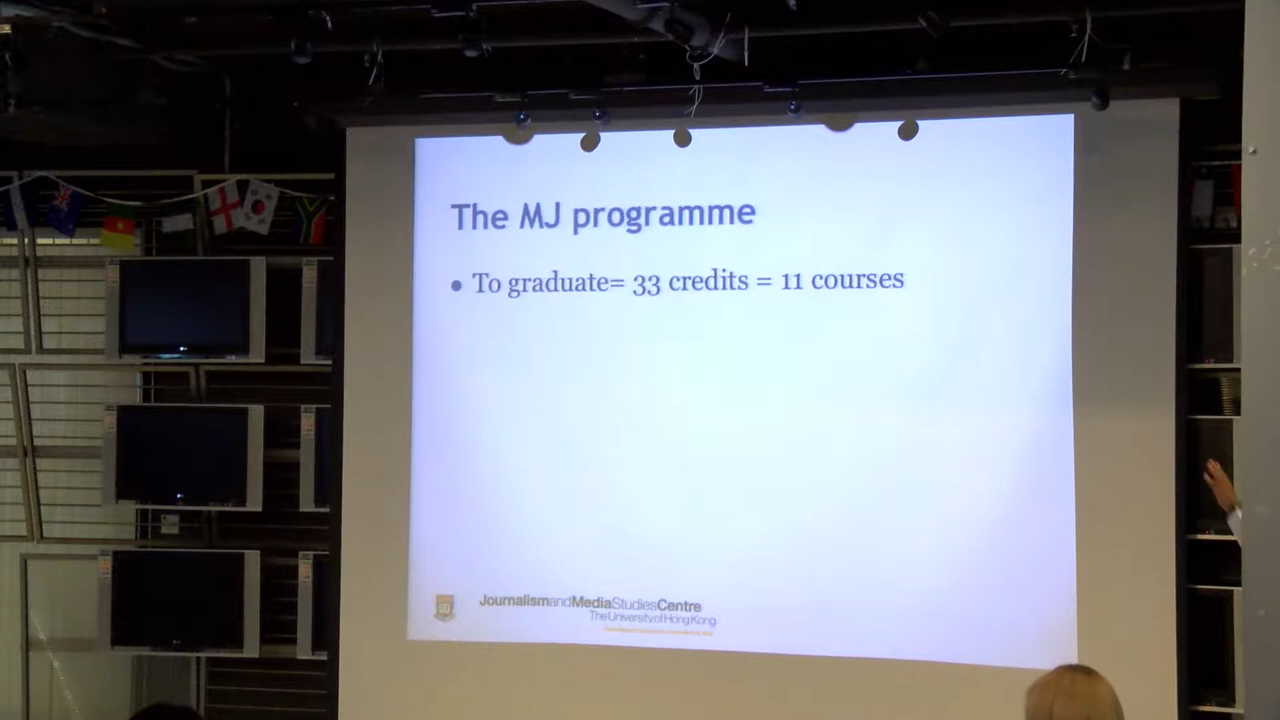 The MJ programme
• To graduate= 33 credits = 11 courses
JournalismandMediaStudiesCentre
The University of Hong Kong